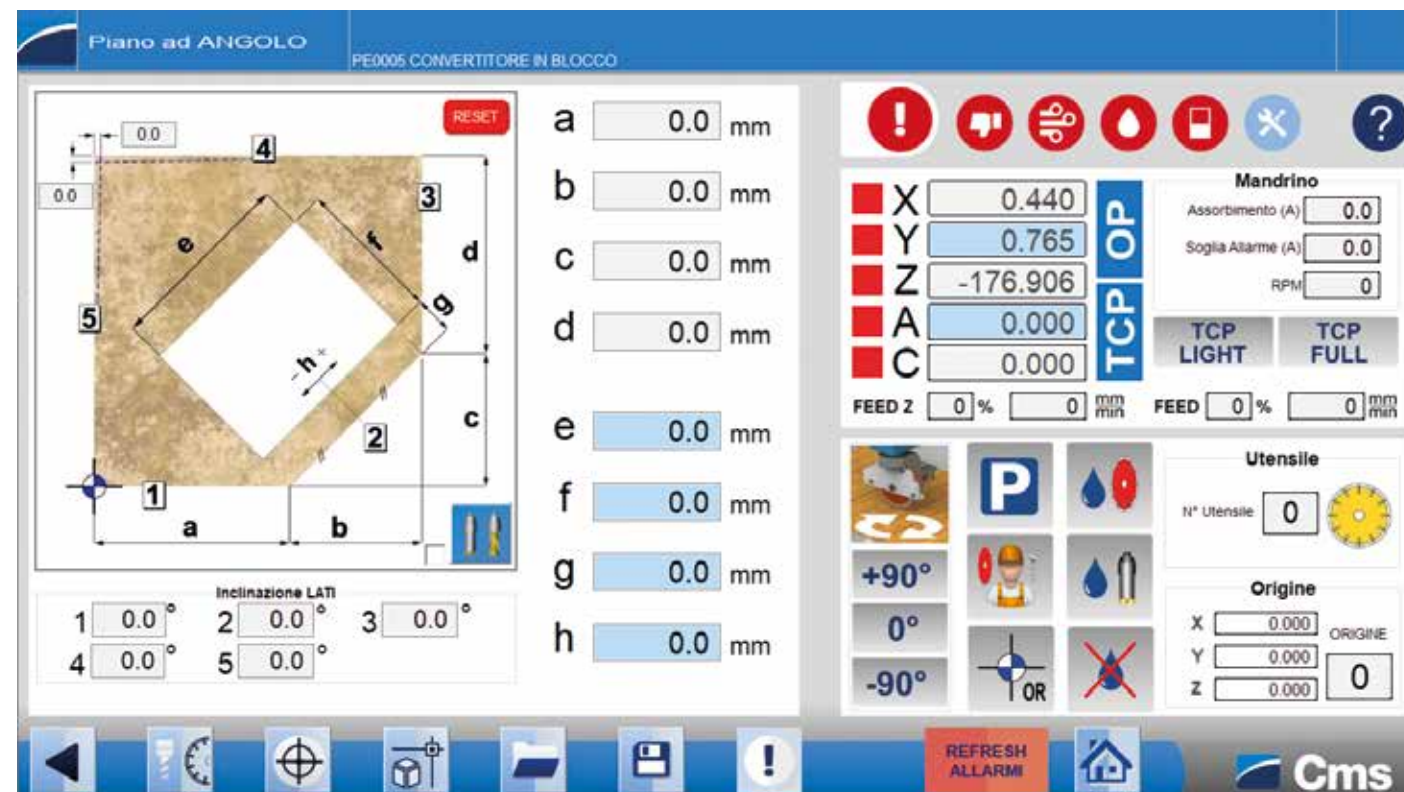 Piano ad ANGOLO
PE0005 CONVERTITORE IN BLOCCO
RESET
0.0
0.0
4
3
5
2
1
e
f
g
d
c
- h +
a
b
a 0.0 mm
b 0.0 mm
c 0.0 mm
d 0.0 mm
e 0.0 mm
f 0.0 mm
g 0.0 mm
h 0.0 mm
Inclinazione LATI
1 0.0 ° 2 0.0 ° 3 0.0 °
4 0.0 ° 5 0.0 °
!
?
X 0.440
Y 0.765
Z -176.906
A 0.000
C 0.000
OP
TCP
Mandrino
Assorbimento (A) 0.0
Soglia Allarme (A) 0.0
RPM 0
TCP LIGHT
TCP FULL
FEED Z 0 % 0 mm/min
FEED 0 % 0 mm/min
+90°
0°
-90°
P
OR
Utensile
N° Utensile 0
Origine
X 0.000
Y 0.000
Z 0.000
ORIGINE
0
!
REFRESH
ALLARMI
Cms